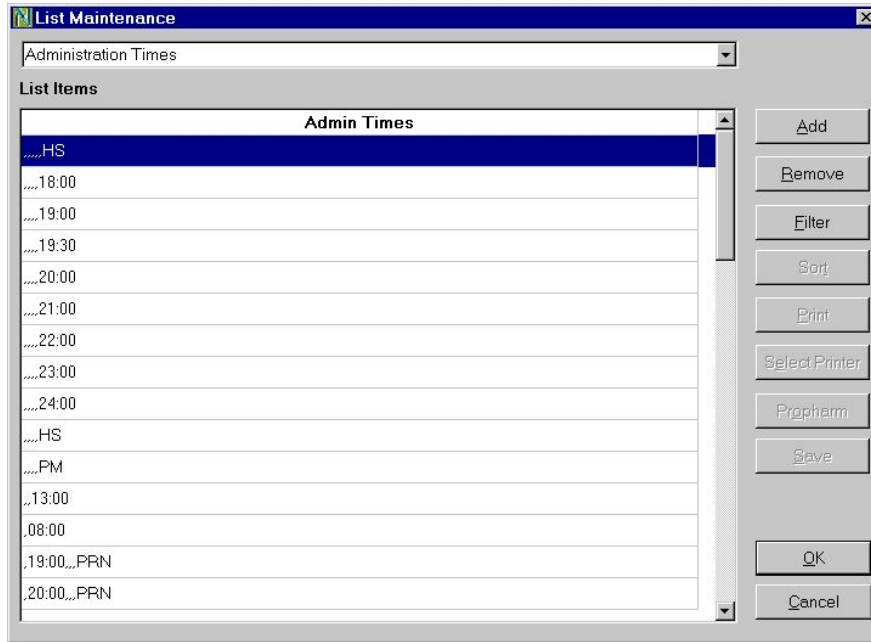 List Maintenance
Administration Times
List Items
Admin Times
,,,,,HS
,,,,18:00
,,,,19:00
,,,,19:30
,,,,20:00
,,,,21:00
,,,,22:00
,,,,23:00
,,,,24:00
,,,,HS
,,,,PM
,,13:00
,08:00
,19:00,,,PRN
,20:00,,,PRN
Add
Remove
Filter
Sort
Print
Select Printer
Propharm
Save
OK
Cancel